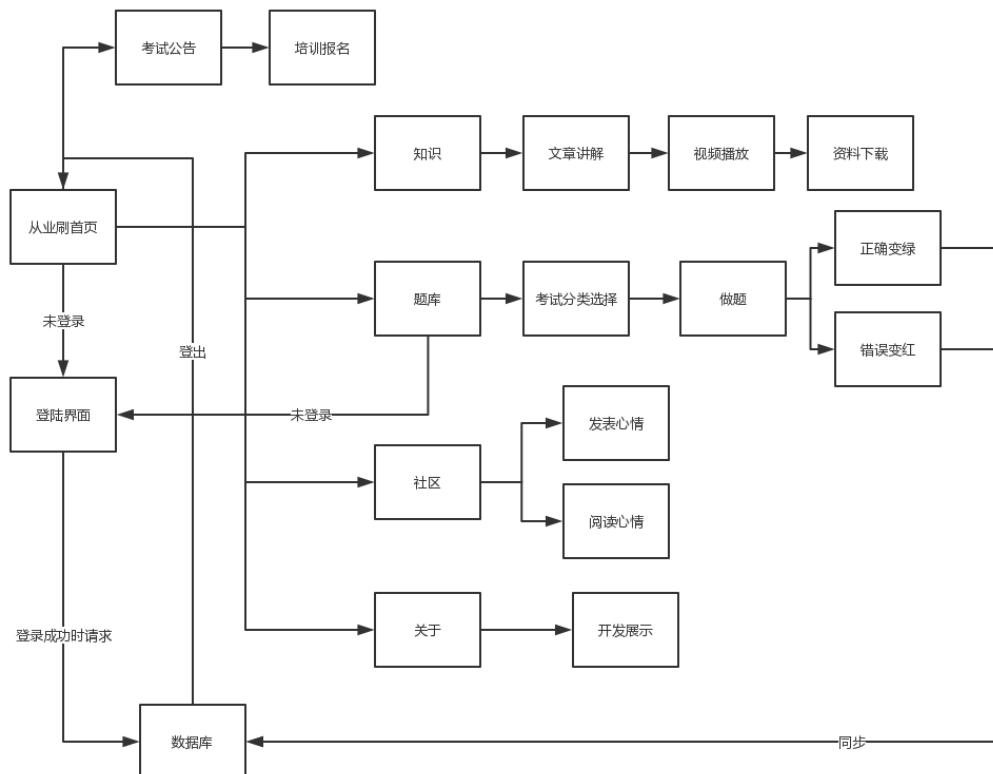 考试公告
培训报名
知识
文章讲解
视频播放
资料下载
从业刷首页
正确变绿
题库
考试分类选择
做题
未登录
登出
错误变红
登陆界面
未登录
发表心情
社区
阅读心情
登录成功时请求
关于
开发展示
数据库
同步